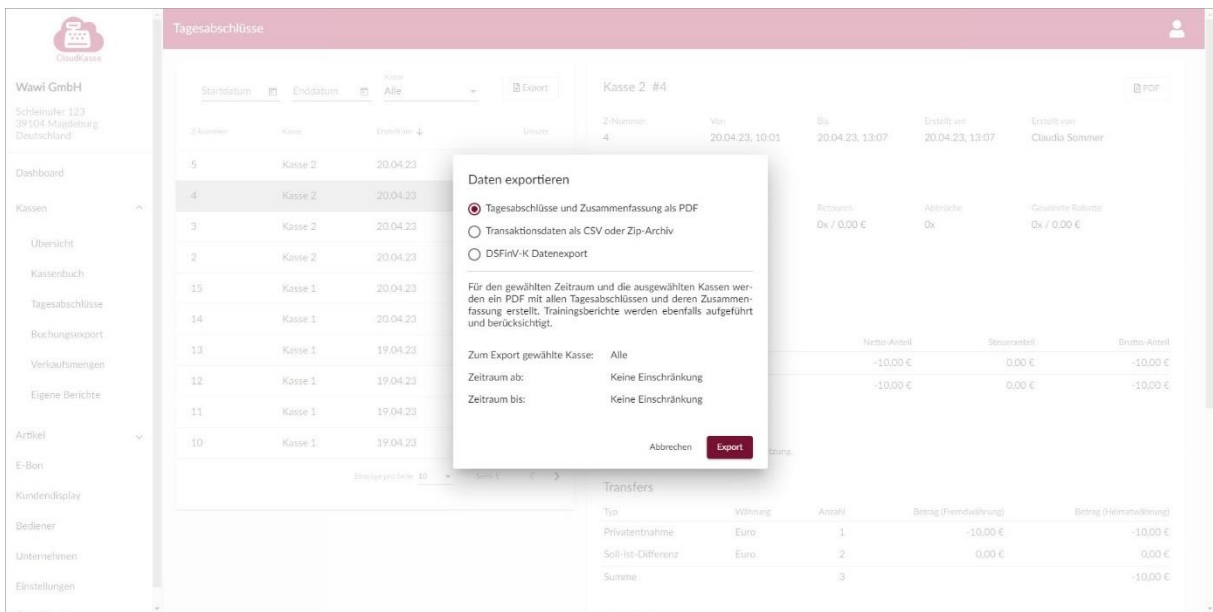 CloudKasse
Tagesabschlüsse
Wawi GmbH
Schleinufer 123
39104 Magdeburg
Deutschland
Dashboard
Kassen
Übersicht
Kassenbuch
Tagesabschlüsse
Buchungsexport
Verkaufsmengen
Eigene Berichte
Artikel
E-Bon
Kundendisplay
Bediener
Unternehmen
Einstellungen
Startdatum Enddatum Kasse Alle Export
Z-Nummer Kasse Erstellt am Umsatz
5 Kasse 2 20.04.23
4 Kasse 2 20.04.23
3 Kasse 2 20.04.23
2 Kasse 2 20.04.23
15 Kasse 1 20.04.23
14 Kasse 1 20.04.23
13 Kasse 1 19.04.23
12 Kasse 1 19.04.23
11 Kasse 1 19.04.23
10 Kasse 1 19.04.23
Einträge pro Seite 10 Seite 1
Daten exportieren
Tagesabschlüsse und Zusammenfassung als PDF
Transaktionsdaten als CSV oder Zip-Archiv
DSFinV-K Datenexport
Für den gewählten Zeitraum und die ausgewählten Kassen wer-
den ein PDF mit allen Tagesabschlüssen und deren Zusammen-
fassung erstellt. Trainingsberichte werden ebenfalls aufgeführt
und berücksichtigt.
Zum Export gewählte Kasse: Alle
Zeitraum ab: Keine Einschränkung
Zeitraum bis: Keine Einschränkung
Abbrechen Export
Kasse 2 #4 PDF
Z-Nummer Von Bis Erstellt am Erstellt von
4 20.04.23, 10:01 20.04.23, 13:07 20.04.23, 13:07 Claudia Sommer
Retouren Abbrüche Gewährte Rabatte
0x / 0,00 € 0x 0x / 0,00 €
Netto-Anteil Steueranteil Brutto-Anteil
-10,00 € 0,00 € -10,00 €
-10,00 € 0,00 € -10,00 €
Transfers
Typ Währung Anzahl Betrag (Fremdwährung) Betrag (Heimatwährung)
Privatentnahme Euro 1 -10,00 € -10,00 €
Soll-Ist-Differenz Euro 2 0,00 € 0,00 €
Summe 3 -10,00 €